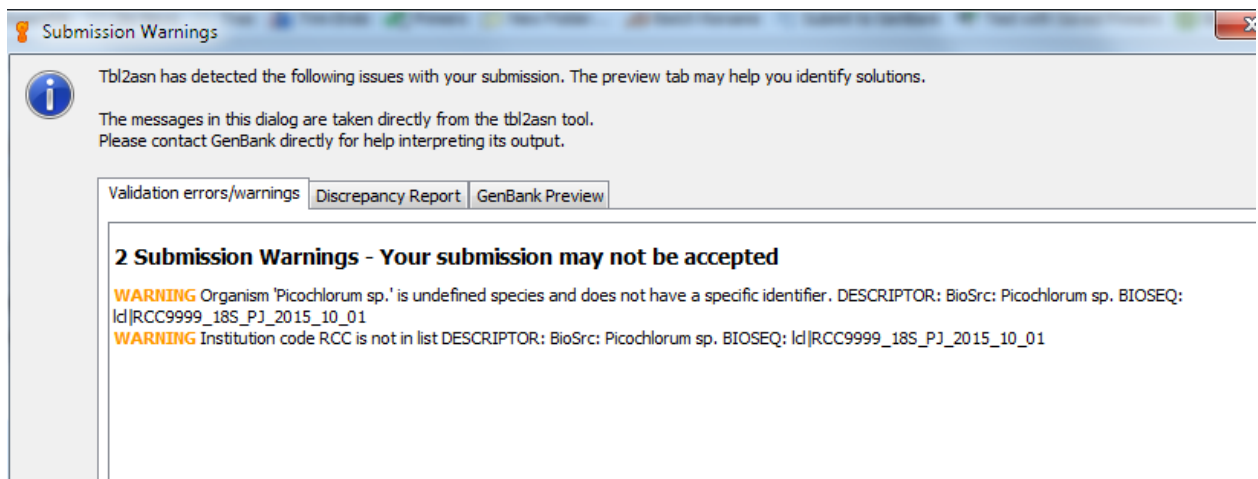 Submission Warnings
Tbl2asn has detected the following issues with your submission. The preview tab may help you identify solutions.
The messages in this dialog are taken directly from the tbl2asn tool.
Please contact GenBank directly for help interpreting its output.
Validation errors/warnings Discrepancy Report GenBank Preview
2 Submission Warnings - Your submission may not be accepted
WARNING Organism 'Picochlorum sp.' is undefined species and does not have a specific identifier. DESCRIPTOR: BioSrc: Picochlorum sp. BIOSEQ:
lcl|RCC9999_18S_PJ_2015_10_01
WARNING Institution code RCC is not in list DESCRIPTOR: BioSrc: Picochlorum sp. BIOSEQ: lcl|RCC9999_18S_PJ_2015_10_01